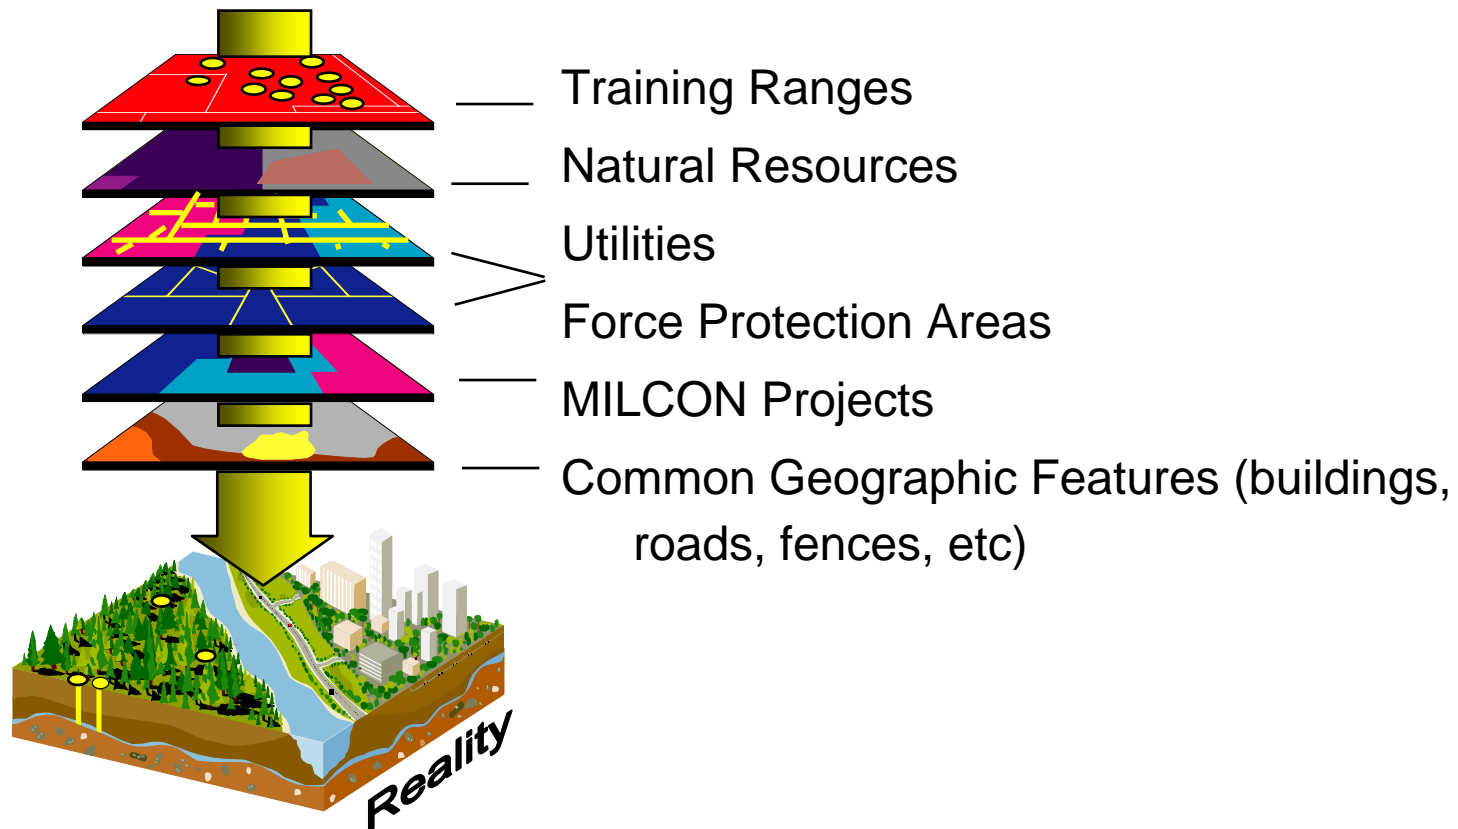 Training Ranges
Natural Resources
Utilities
Force Protection Areas
MILCON Projects
Common Geographic Features (buildings,
roads, fences, etc)
Reality